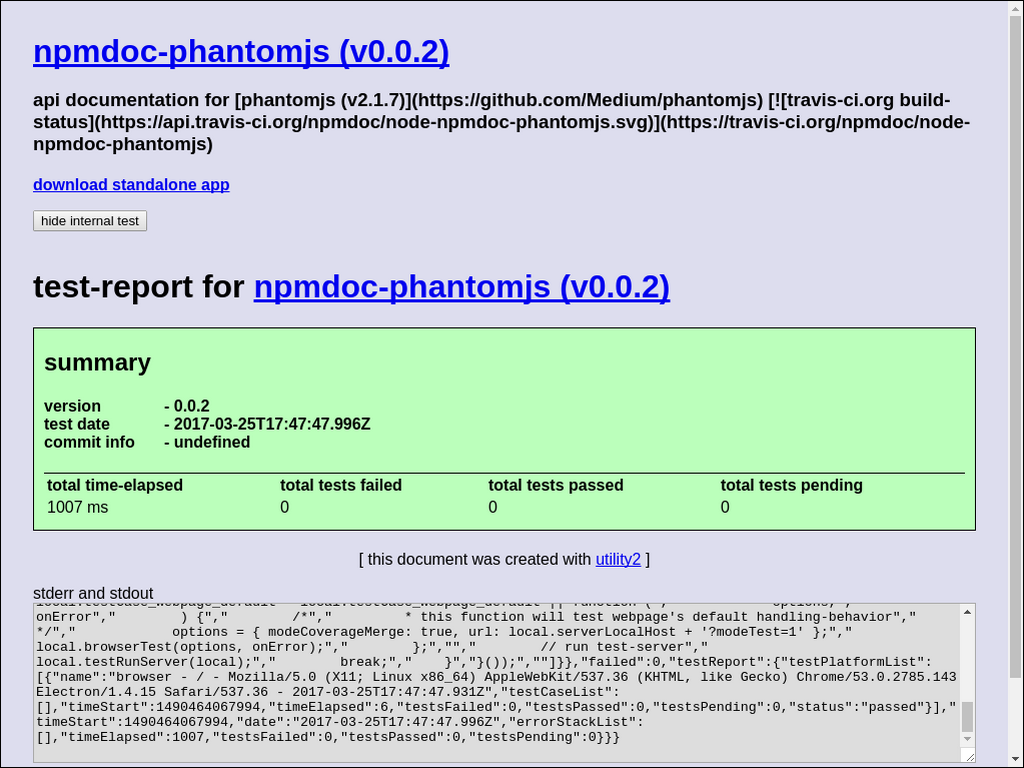 npmdoc-phantomjs (v0.0.2)
api documentation for [phantomjs (v2.1.7)](https://github.com/Medium/phantomjs) [![travis-ci.org build-
status](https://api.travis-ci.org/npmdoc/node-npmdoc-phantomjs.svg)](https://travis-ci.org/npmdoc/node-
npmdoc-phantomjs)
download standalone app
hide internal test
test-report for npmdoc-phantomjs (v0.0.2)
summary
version - 0.0.2
test date - 2017-03-25T17:47:47.996Z
commit info - undefined
total time-elapsed total tests failed total tests passed total tests pending
1007 ms 0 0 0
[ this document was created with utility2 ]
stderr and stdout
local.testCase_webpage_default = local.testCase_webpage_default || function (","            options,","
onError","        ) {","        /*","         * this function will test webpage's default handling-behavior","
*/","            options = { modeCoverageMerge: true, url: local.serverLocalHost + '?modeTest=1' };","
local.browserTest(options, onError);","        };","","        // run test-server","
local.testRunServer(local);","        break;","    }","}());",""]}},"failed":0,"testReport":{"testPlatformList":
[{"name":"browser - / - Mozilla/5.0 (X11; Linux x86_64) AppleWebKit/537.36 (KHTML, like Gecko) Chrome/53.0.2785.143
Electron/1.4.15 Safari/537.36 - 2017-03-25T17:47:47.931Z","testCaseList":
[],"timeStart":1490464067994,"timeElapsed":6,"testsFailed":0,"testsPassed":0,"testsPending":0,"status":"passed"}],"
timeStart":1490464067994,"date":"2017-03-25T17:47:47.996Z","errorStackList":
[],"timeElapsed":1007,"testsFailed":0,"testsPassed":0,"testsPending":0}}}